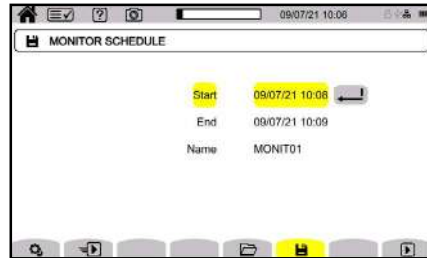 09/07/21 10:06
MONITOR SCHEDULE
Start 09/07/21 10:08
End 09/07/21 10:09
Name MONIT01